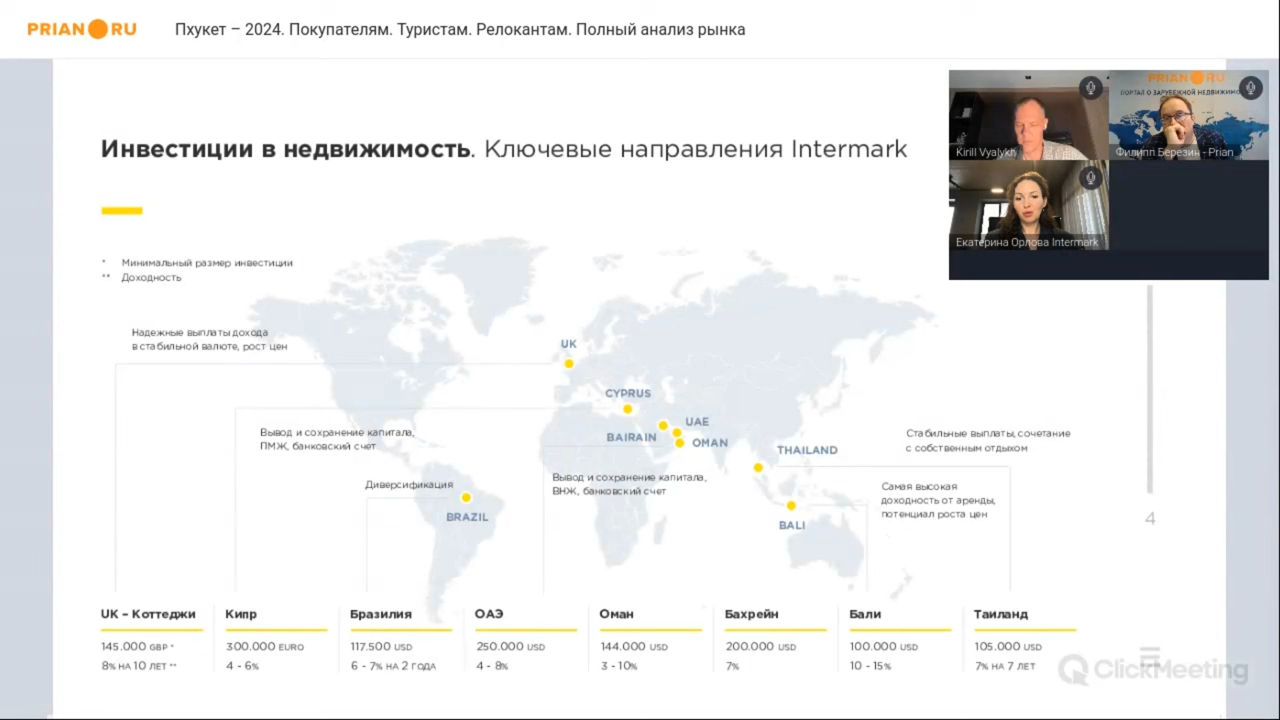 PRIAN RU
Пхукет – 2024. Покупателям. Туристам. Релокантам. Полный анализ рынка
PRIAN RU
ПОРТАЛ О ЗАРУБЕЖНОЙ НЕДВИЖИМО
Kirill Vyalykh
Филипп Березин - Prian
Екатерина Орлова Intermark
Инвестиции в недвижимость. Ключевые направления Intermark
* Минимальный размер инвестиции
** Доходность
Надежные выплаты дохода
в стабильной валюте, рост цен
UK
CYPRUS
UAE
BAIRAIN
OMAN
THAILAND
BRAZIL
BALI
Вывод и сохранение капитала,
ПМЖ, банковский счет
Диверсификация
Вывод и сохранение капитала,
ВНЖ, банковский счет
Стабильные выплаты, сочетание
с собственным отдыхом
Самая высокая
доходность от аренды,
потенциал роста цен
4
UK – Коттеджи
145.000 GBP *
8% НА 10 ЛЕТ **
Кипр
300.000 EURO
4 - 6%
Бразилия
117.500 USD
6 - 7% НА 2 ГОДА
ОАЭ
250.000 USD
4 - 8%
Оман
144.000 USD
3 - 10%
Бахрейн
200.000 USD
7%
Бали
100.000 USD
10 - 15%
Таиланд
105.000 USD
7% НА 7 ЛЕТ
ClickMeeting